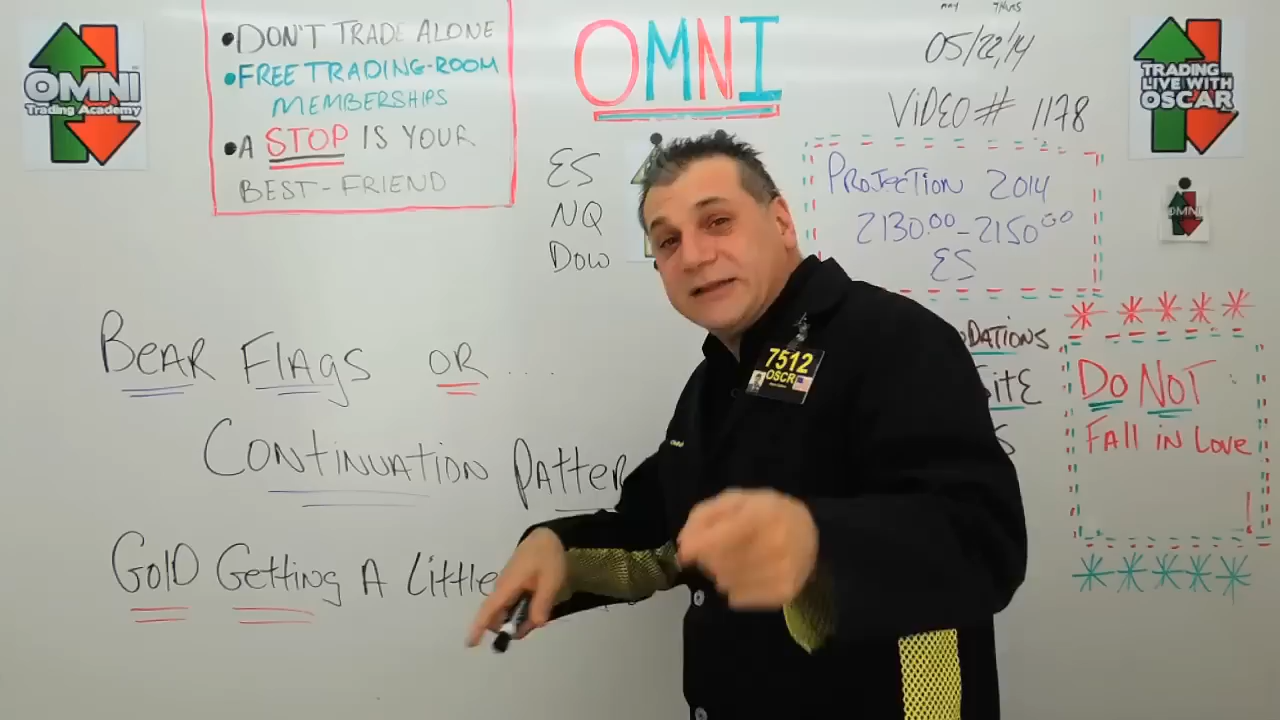 OMNI
Trading Academy
• DON'T TRADE ALONE
• FREE TRADING-ROOM
MEMBERSHIPS
• A STOP IS YOUR
BEST-FRIEND
OMNI
ES
NQ
DOW
MAY THURS
05/22/14
VIDEO # 1178
TRADING
LIVE WITH
OSCAR
OMNI
PROJECTION 2014
2130.00-2150.00
ES
DO NOT
FALL IN LOVE
!
BEAR FLAGS OR ....
CONTINUATION
GOLD GETTING A LITTLE
7512
OSCR